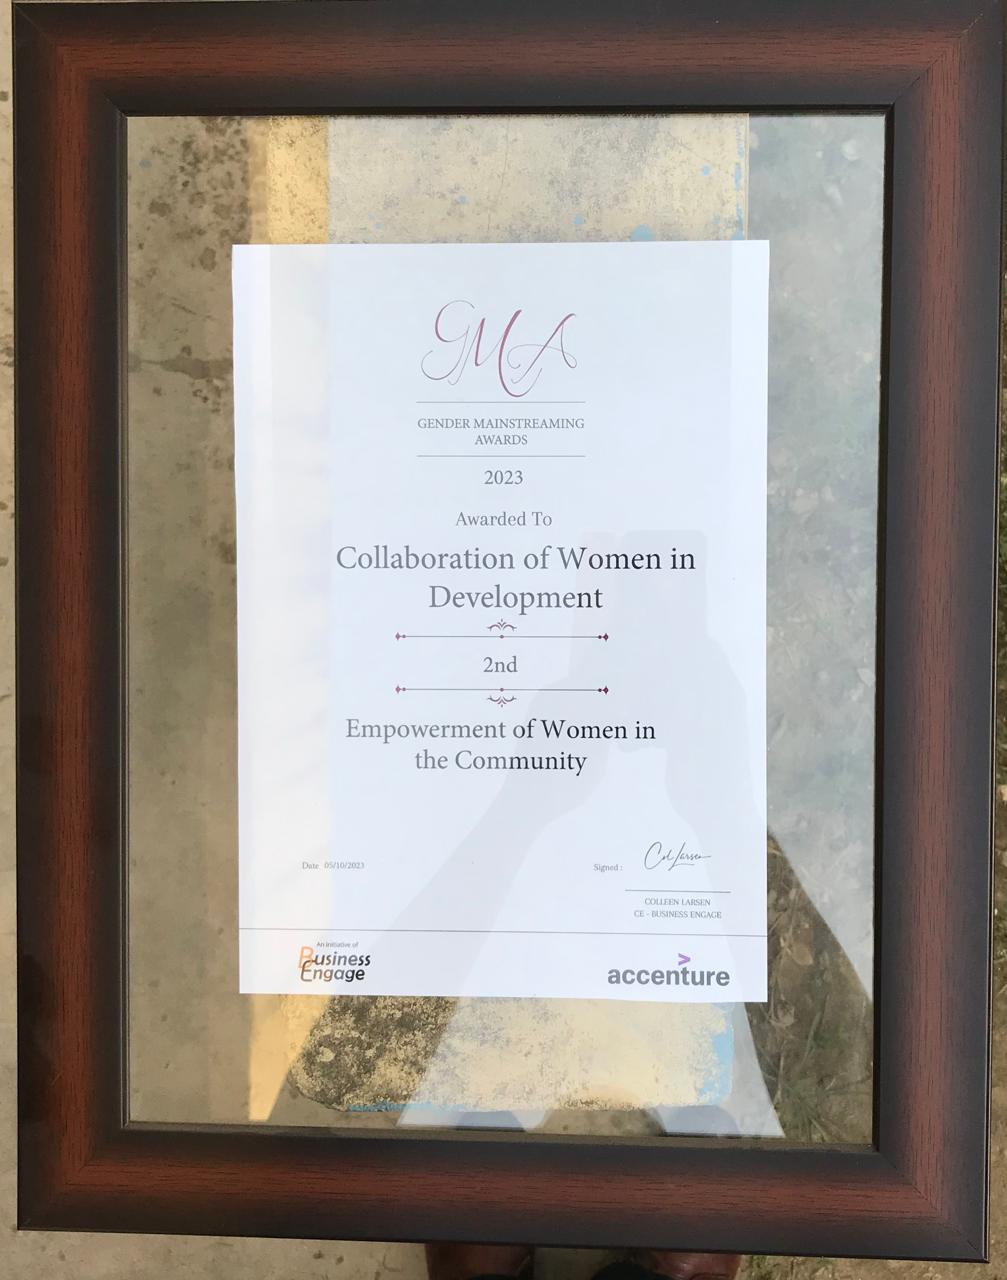 GMA
GENDER MAINSTREAMING
AWARDS
2023
Awarded To
Collaboration of Women in
Development
2nd
Empowerment of Women in
the Community
Date 05/10/2023
Signed :
Col Larsen
COLLEEN LARSEN
CE - BUSINESS ENGAGE
An Initiative of
Business
Engage
accenture